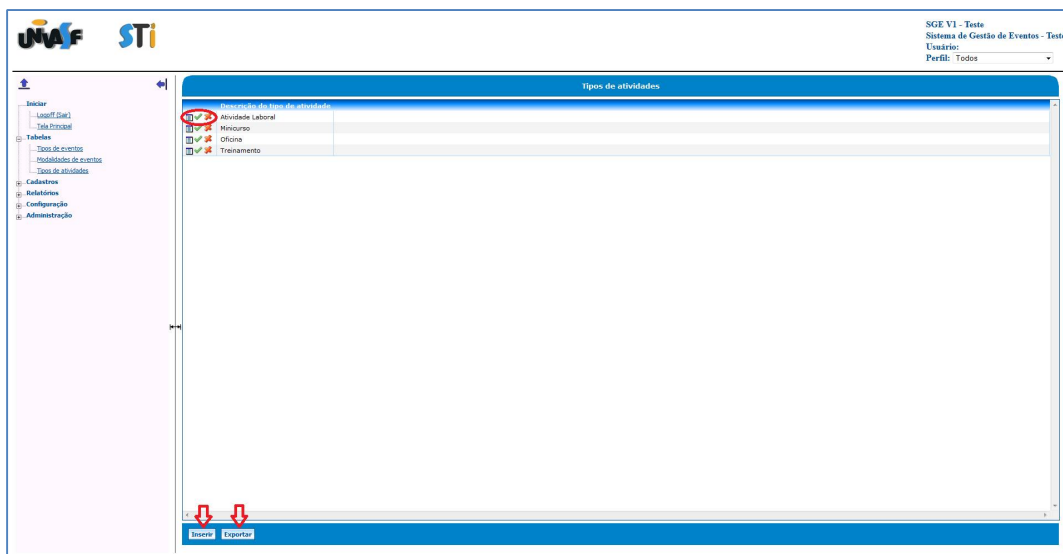 UNIVASF STI
SGE V1 - Teste
Sistema de Gestão de Eventos - Teste
Usuário:
Perfil: Todos
Tipos de atividades
Iniciar
Logoff (Sair)
Tela Principal
Tabelas
Tipos de eventos
Modalidades de eventos
Tipos de atividades
Cadastros
Relatórios
Configuração
Administração
Descrição do tipo de atividade
Atividade Laboral
Minicurso
Oficina
Treinamento
Inserir Exportar